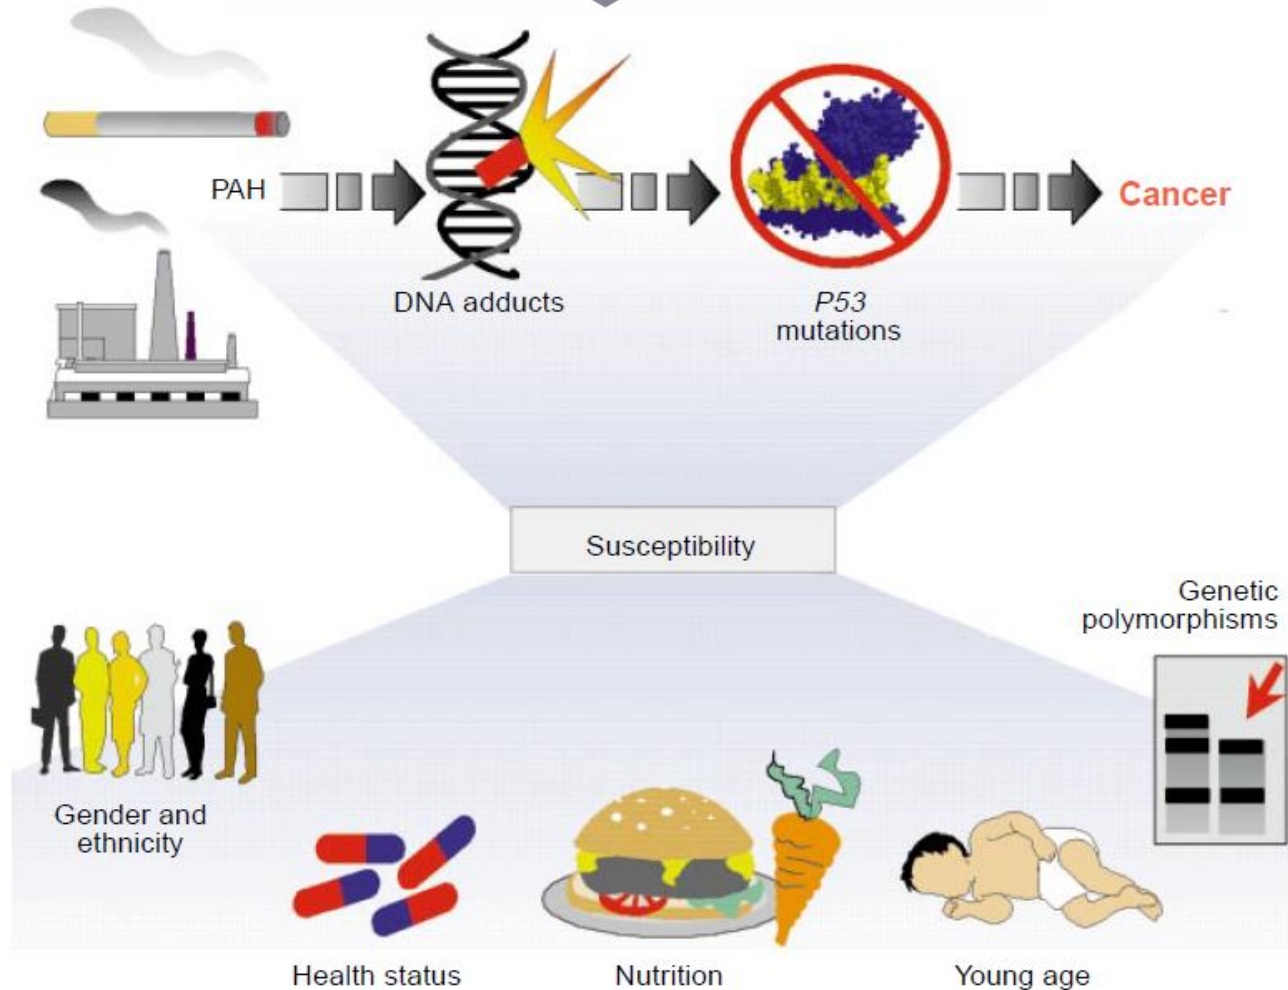 PAH
Cancer
DNA adducts
P53
mutations
Susceptibility
Genetic
polymorphisms
Gender and
ethnicity
Health status
Nutrition
Young age